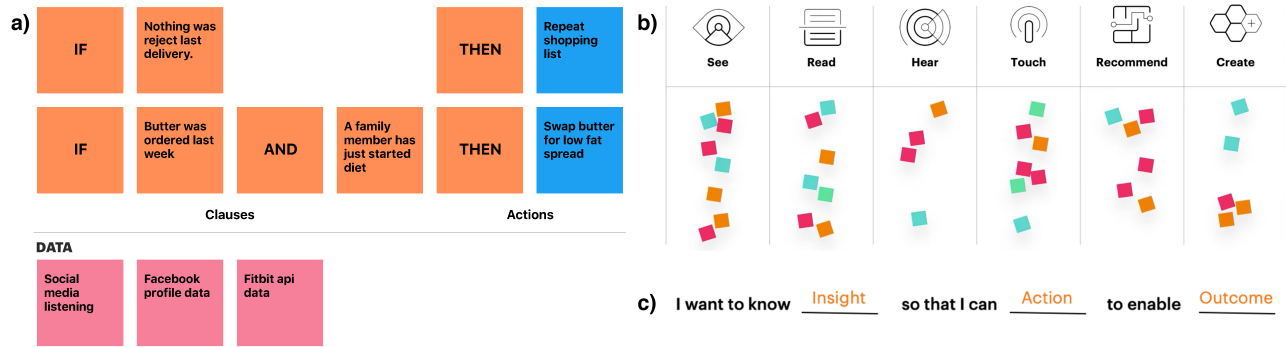 a)
IF
Nothing was
reject last
delivery.
THEN
Repeat
shopping
list
IF
Butter was
ordered last
week
AND
A family
member has
just started
diet
THEN
Swap butter
for low fat
spread
Clauses
Actions
DATA
Social
media
listening
Facebook
profile data
Fitbit api
data
b)
See
Read
Hear
Touch
Recommend
Create
c)
I want to know Insight so that I can Action to enable Outcome